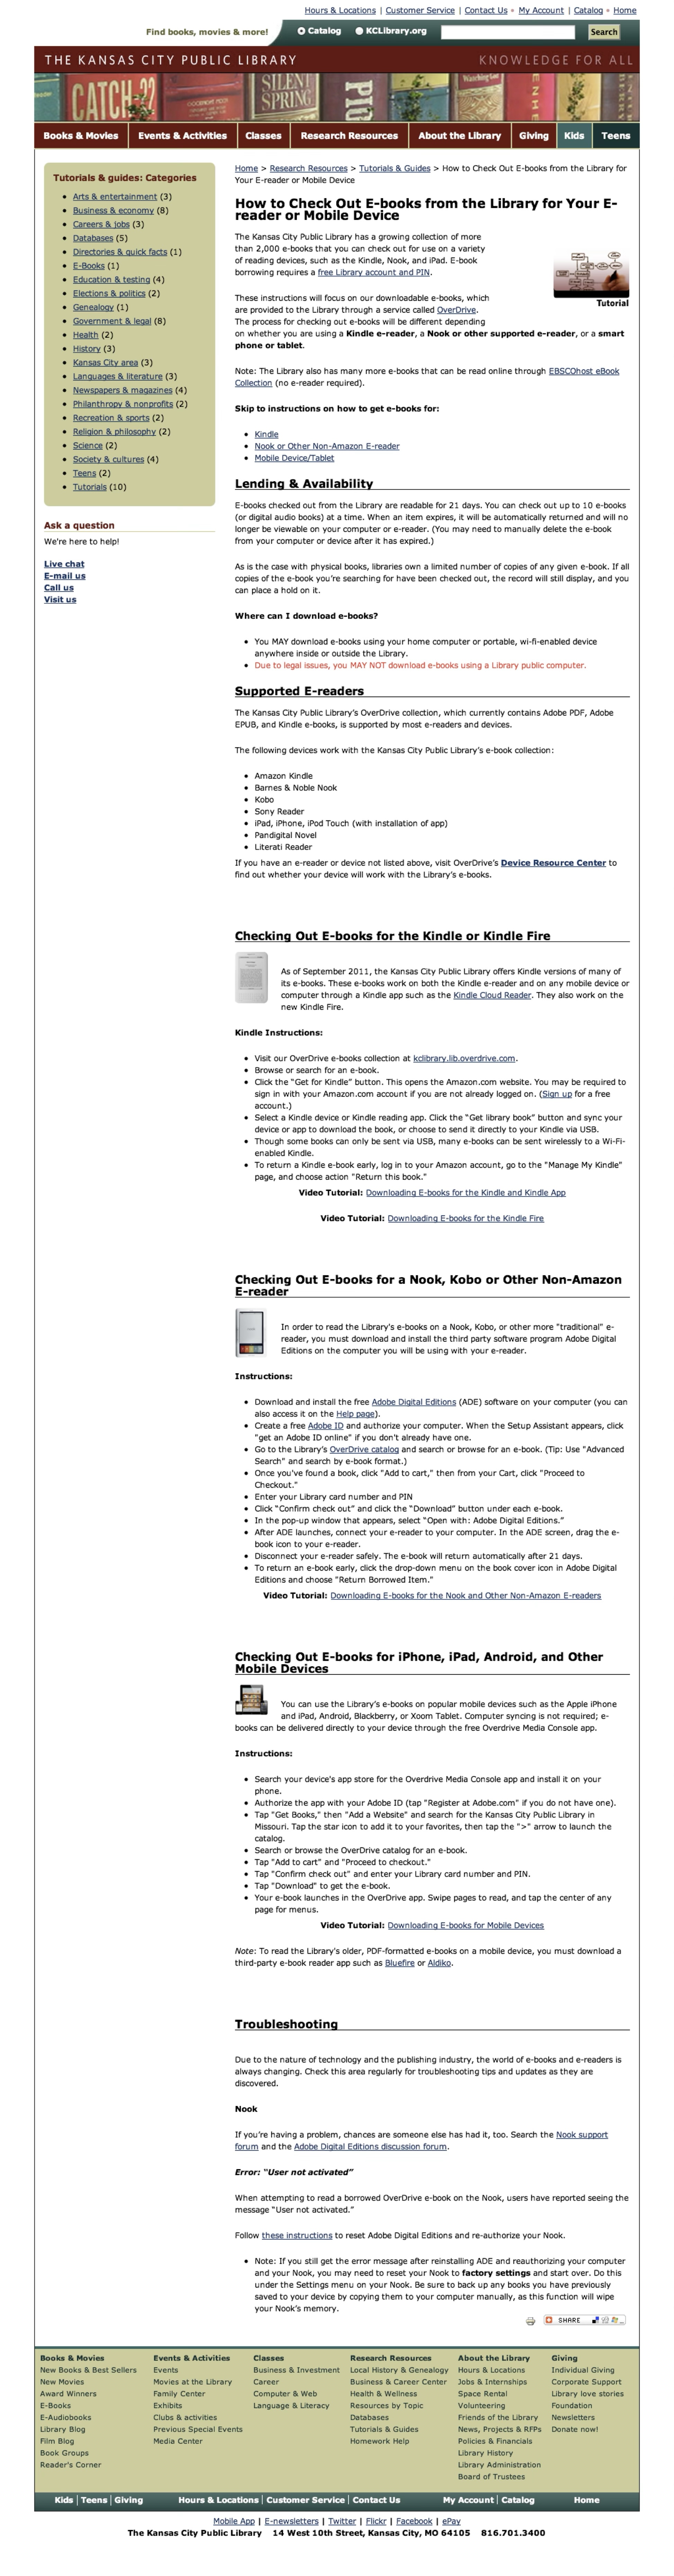 Hours & Locations | Customer Service | Contact Us • My Account | Catalog • Home
Find books, movies & more!
Catalog KCLibrary.org Search
THE KANSAS CITY PUBLIC LIBRARY KNOWLEDGE FOR ALL
CATCH 22 SILENT SPRING
Books & Movies Events & Activities Classes Research Resources About the Library Giving Kids Teens
Tutorials & guides: Categories
Arts & entertainment (3)
Business & economy (8)
Careers & jobs (3)
Databases (5)
Directories & quick facts (1)
E-Books (1)
Education & testing (4)
Elections & politics (2)
Genealogy (1)
Government & legal (8)
Health (2)
History (3)
Kansas City area (3)
Languages & literature (3)
Newspapers & magazines (4)
Philanthropy & nonprofits (2)
Recreation & sports (2)
Religion & philosophy (2)
Science (2)
Society & cultures (4)
Teens (2)
Tutorials (10)
Ask a question
We're here to help!
Live chat
E-mail us
Call us
Visit us
Home > Research Resources > Tutorials & Guides > How to Check Out E-books from the Library for
Your E-reader or Mobile Device
How to Check Out E-books from the Library for Your E-
reader or Mobile Device
The Kansas City Public Library has a growing collection of more
than 2,000 e-books that you can check out for use on a variety
of reading devices, such as the Kindle, Nook, and iPad. E-book
borrowing requires a free Library account and PIN.
Tutorial
These instructions will focus on our downloadable e-books, which
are provided to the Library through a service called OverDrive.
The process for checking out e-books will be different depending
on whether you are using a Kindle e-reader, a Nook or other supported e-reader, or a smart
phone or tablet.
Note: The Library also has many more e-books that can be read online through EBSCOhost eBook
Collection (no e-reader required).
Skip to instructions on how to get e-books for:
Kindle
Nook or Other Non-Amazon E-reader
Mobile Device/Tablet
Lending & Availability
E-books checked out from the Library are readable for 21 days. You can check out up to 10 e-books
(or digital audio books) at a time. When an item expires, it will be automatically returned and will no
longer be viewable on your computer or e-reader. (You may need to manually delete the e-book
from your computer or device after it has expired.)
As is the case with physical books, libraries own a limited number of copies of any given e-book. If all
copies of the e-book you're searching for have been checked out, the record will still display, and you
can place a hold on it.
Where can I download e-books?
You MAY download e-books using your home computer or portable, wi-fi-enabled device
anywhere inside or outside the Library.
Due to legal issues, you MAY NOT download e-books using a Library public computer.
Supported E-readers
The Kansas City Public Library's OverDrive collection, which currently contains Adobe PDF, Adobe
EPUB, and Kindle e-books, is supported by most e-readers and devices.
The following devices work with the Kansas City Public Library's e-book collection:
Amazon Kindle
Barnes & Noble Nook
Kobo
Sony Reader
iPad, iPhone, iPod Touch (with installation of app)
Pandigital Novel
Literati Reader
If you have an e-reader or device not listed above, visit OverDrive's Device Resource Center to
find out whether your device will work with the Library's e-books.
Checking Out E-books for the Kindle or Kindle Fire
As of September 2011, the Kansas City Public Library offers Kindle versions of many of
its e-books. These e-books work on both the Kindle e-reader and on any mobile device or
computer through a Kindle app such as the Kindle Cloud Reader. They also work on the
new Kindle Fire.
Kindle Instructions:
Visit our OverDrive e-books collection at kclibrary.lib.overdrive.com.
Browse or search for an e-book.
Click the "Get for Kindle" button. This opens the Amazon.com website. You may be required to
sign in with your Amazon.com account if you are not already logged on. (Sign up for a free
account.)
Select a Kindle device or Kindle reading app. Click the "Get library book" button and sync your
device or app to download the book, or choose to send it directly to your Kindle via USB.
Though some books can only be sent via USB, many e-books can be sent wirelessly to a Wi-Fi-
enabled Kindle.
To return a Kindle e-book early, log in to your Amazon account, go to the "Manage My Kindle"
page, and choose action "Return this book."
Video Tutorial: Downloading E-books for the Kindle and Kindle App
Video Tutorial: Downloading E-books for the Kindle Fire
Checking Out E-books for a Nook, Kobo or Other Non-Amazon
E-reader
In order to read the Library's e-books on a Nook, Kobo, or other more "traditional" e-
reader, you must download and install the third party software program Adobe Digital
Editions on the computer you will be using with your e-reader.
Instructions:
Download and install the free Adobe Digital Editions (ADE) software on your computer (you can
also access it on the Help page).
Create a free Adobe ID and authorize your computer. When the Setup Assistant appears, click
"get an Adobe ID online" if you don't already have one.
Go to the Library's OverDrive catalog and search or browse for an e-book. (Tip: Use "Advanced
Search" and search by e-book format.)
Once you've found a book, click "Add to cart," then from your Cart, click "Proceed to
Checkout."
Enter your Library card number and PIN
Click "Confirm check out" and click the "Download" button under each e-book.
In the pop-up window that appears, select "Open with: Adobe Digital Editions."
After ADE launches, connect your e-reader to your computer. In the ADE screen, drag the e-
book icon to your e-reader.
Disconnect your e-reader safely. The e-book will return automatically after 21 days.
To return an e-book early, click the drop-down menu on the book cover icon in Adobe Digital
Editions and choose "Return Borrowed Item."
Video Tutorial: Downloading E-books for the Nook and Other Non-Amazon E-readers
Checking Out E-books for iPhone, iPad, Android, and Other
Mobile Devices
You can use the Library's e-books on popular mobile devices such as the Apple iPhone
and iPad, Android, Blackberry, or Xoom Tablet. Computer syncing is not required; e-
books can be delivered directly to your device through the free Overdrive Media Console app.
Instructions:
Search your device's app store for the Overdrive Media Console app and install it on your
phone.
Authorize the app with your Adobe ID (tap "Register at Adobe.com" if you do not have one).
Tap "Get Books," then "Add a Website" and search for the Kansas City Public Library in
Missouri. Tap the star icon to add it to your favorites, then tap the ">" arrow to launch the
catalog.
Search or browse the OverDrive catalog for an e-book.
Tap "Add to cart" and "Proceed to checkout."
Tap "Confirm check out" and enter your Library card number and PIN.
Tap "Download" to get the e-book.
Your e-book launches in the OverDrive app. Swipe pages to read, and tap the center of any
page for menus.
Video Tutorial: Downloading E-books for Mobile Devices
Note: To read the Library's older, PDF-formatted e-books on a mobile device, you must download a
third-party e-book reader app such as Bluefire or Aldiko.
Troubleshooting
Due to the nature of technology and the publishing industry, the world of e-books and e-readers is
always changing. Check this area regularly for troubleshooting tips and updates as they are
discovered.
Nook
If you're having a problem, chances are someone else has had it, too. Search the Nook support
forum and the Adobe Digital Editions discussion forum.
Error: "User not activated"
When attempting to read a borrowed OverDrive e-book on the Nook, users have reported seeing the
message "User not activated."
Follow these instructions to reset Adobe Digital Editions and re-authorize your Nook.
Note: If you still get the error message after reinstalling ADE and reauthorizing your computer
and your Nook, you may need to reset your Nook to factory settings and start over. Do this
under the Settings menu on your Nook. Be sure to back up any books you have previously
saved to your device by copying them to your computer manually, as this function will wipe
your Nook's memory.
SHARE
Books & Movies
New Books & Best Sellers
New Movies
Award Winners
E-Books
E-Audiobooks
Library Blog
Film Blog
Book Groups
Reader's Corner
Events & Activities
Events
Movies at the Library
Family Center
Exhibits
Clubs & activities
Previous Special Events
Media Center
Classes
Business & Investment
Career
Computer & Web
Language & Literacy
Research Resources
Local History & Genealogy
Business & Career Center
Health & Wellness
Resources by Topic
Databases
Tutorials & Guides
Homework Help
About the Library
Hours & Locations
Jobs & Internships
Space Rental
Volunteering
Friends of the Library
News, Projects & RFPs
Policies & Financials
Library History
Library Administration
Board of Trustees
Giving
Individual Giving
Corporate Support
Library love stories
Foundation
Newsletters
Donate now!
Kids | Teens | Giving Hours & Locations | Customer Service | Contact Us My Account | Catalog Home
Mobile App | E-newsletters | Twitter | Flickr | Facebook | ePay
The Kansas City Public Library 14 West 10th Street, Kansas City, MO 64105 816.701.3400